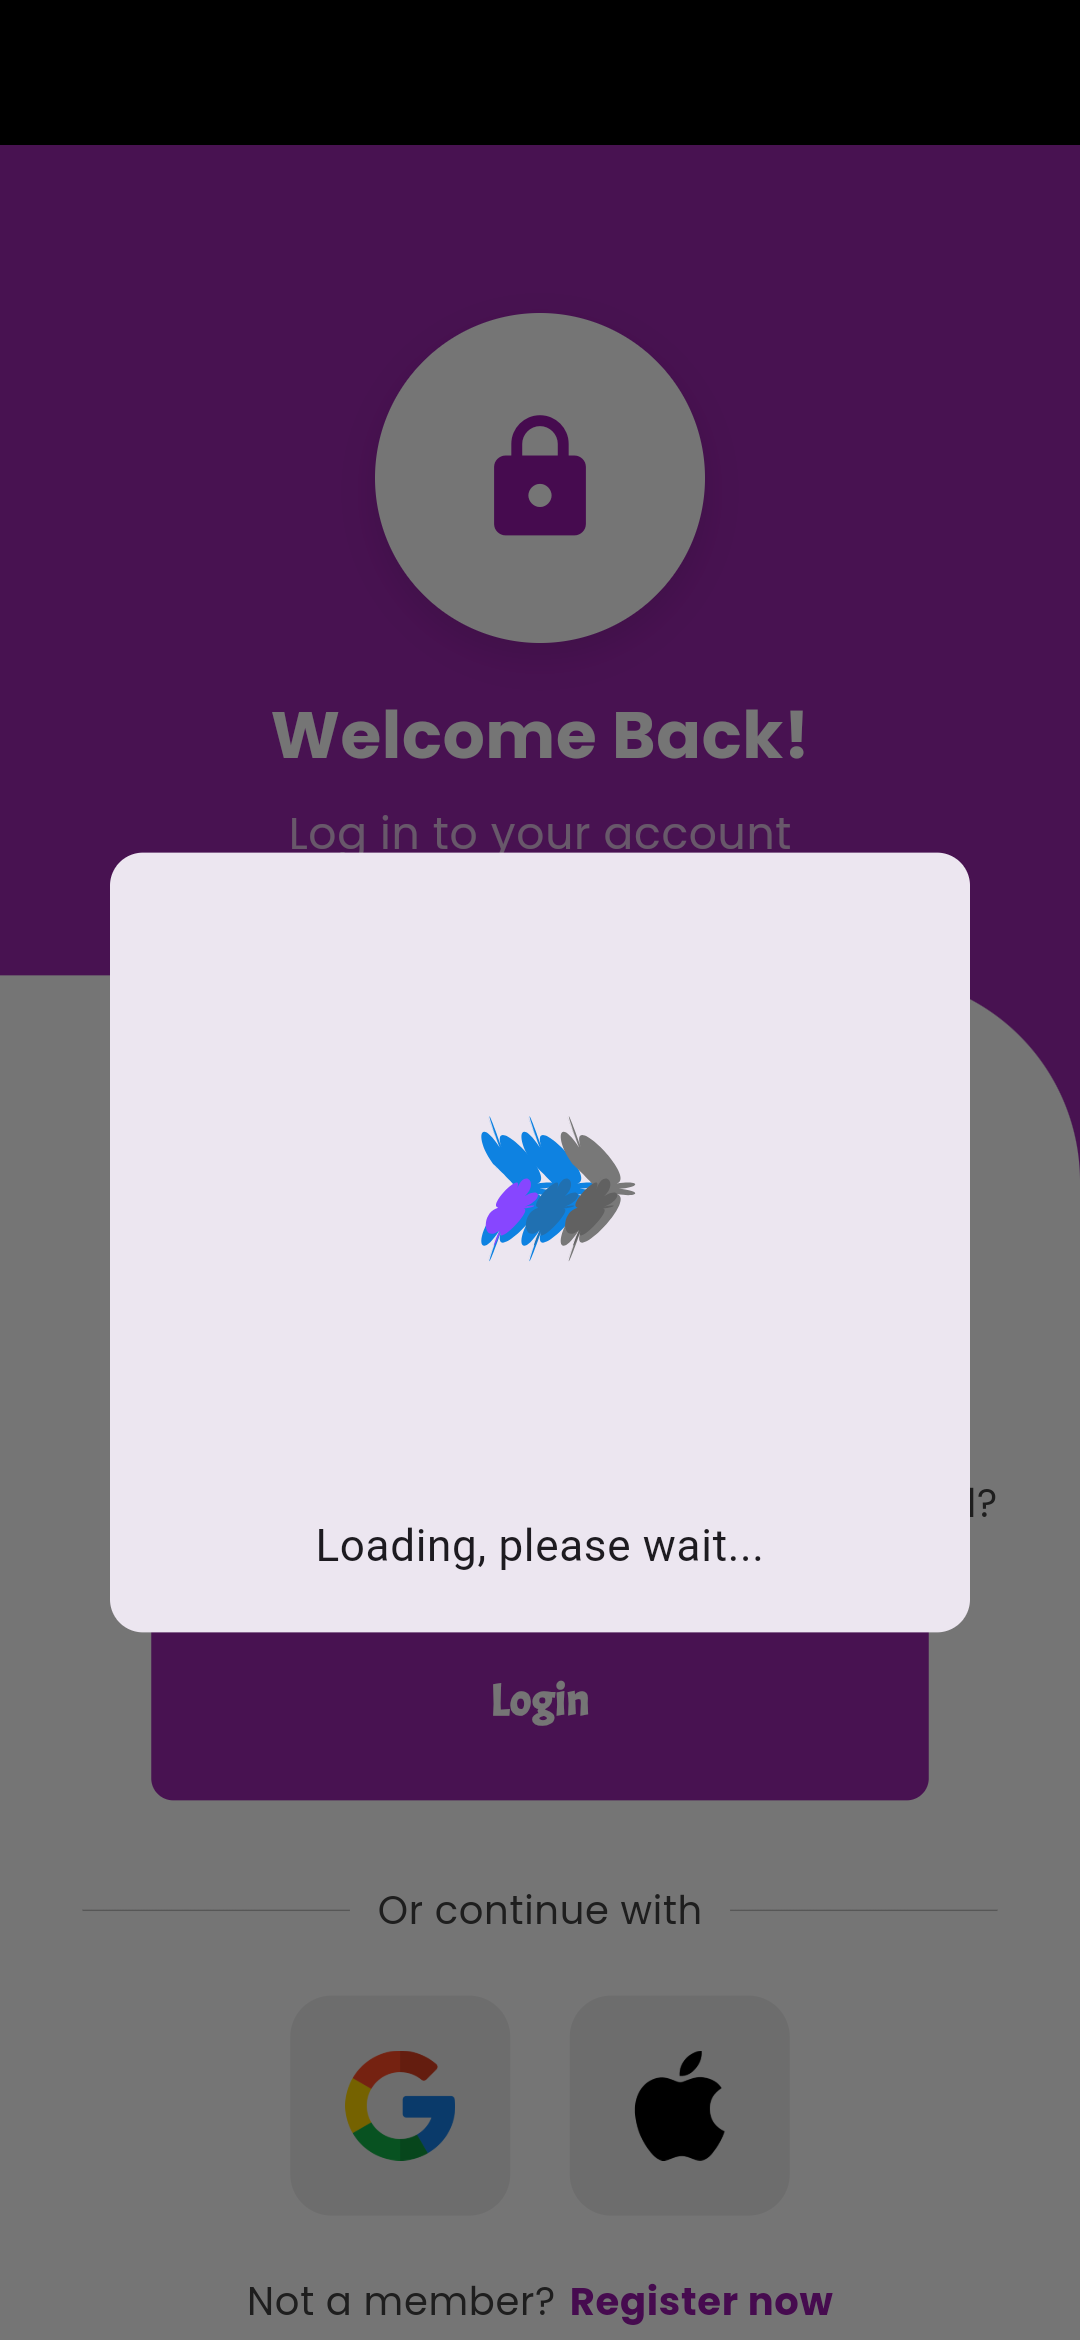 Welcome Back!
Log in to your account
?
Loading, please wait...
Login
Or continue with
Not a member? Register now